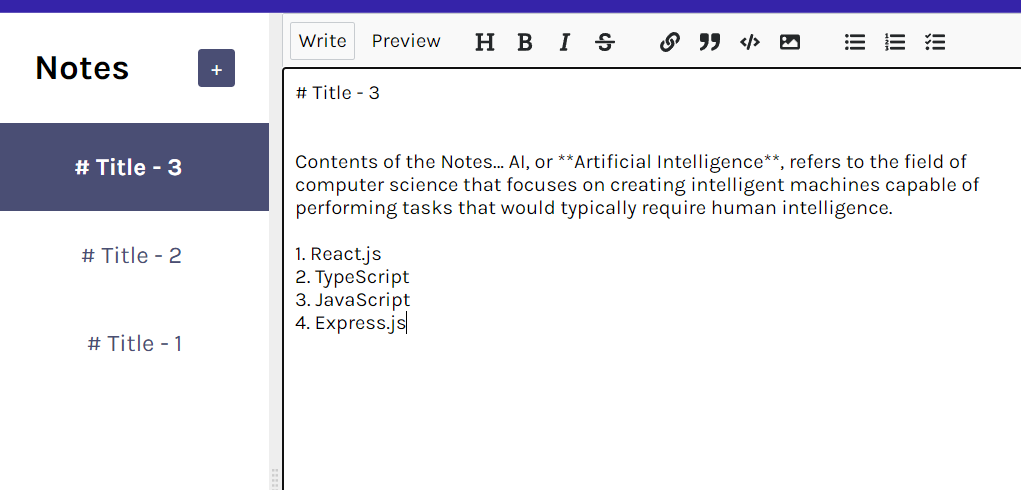 Notes
+
# Title - 3
# Title - 2
# Title - 1
Write Preview H B I S
# Title - 3
Contents of the Notes... AI, or **Artificial Intelligence**, refers to the field of
computer science that focuses on creating intelligent machines capable of
performing tasks that would typically require human intelligence.
1. React.js
2. TypeScript
3. JavaScript
4. Express.js